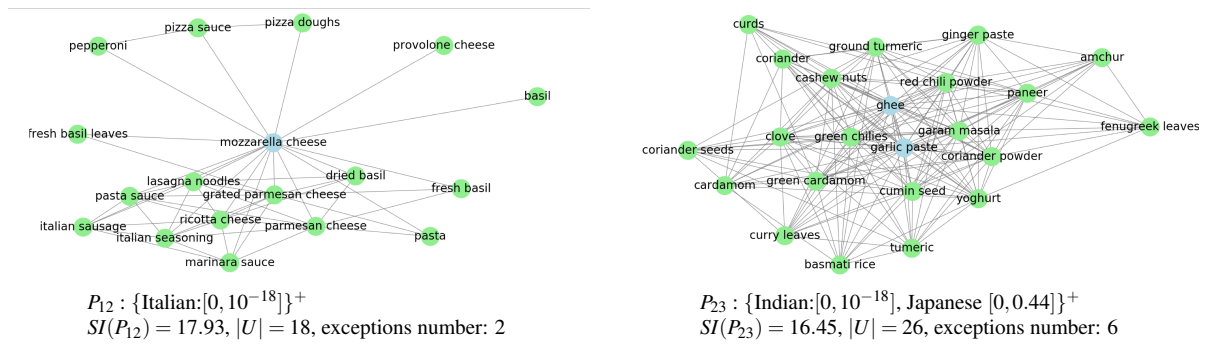 pizza sauce
pizza doughs
pepperoni
provolone cheese
basil
fresh basil leaves
mozzarella cheese
lasagna noodles
dried basil
pasta sauce
grated parmesan cheese
fresh basil
italian sausage
ricotta cheese
parmesan cheese
italian seasoning
pasta
marinara sauce
P₁₂ : {Italian:[0, 10⁻¹⁸]}⁺
SI(P₁₂) = 17.93, |U| = 18, exceptions number: 2
curds
ginger paste
ground turmeric
coriander
amchur
cashew nuts
red chili powder
paneer
ghee
clove
green chilies
garam masala
fenugreek leaves
garlic paste
coriander seeds
coriander powder
cardamom
green cardamom
cumin seed
yoghurt
curry leaves
tumeric
basmati rice
P₂₃ : {Indian:[0, 10⁻¹⁸], Japanese [0, 0.44]}⁺
SI(P₂₃) = 16.45, |U| = 26, exceptions number: 6